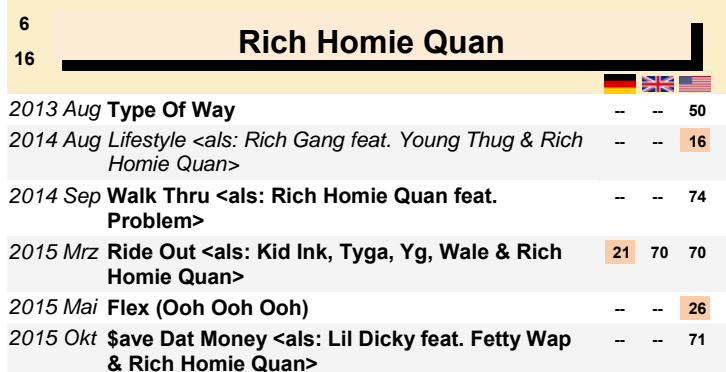 6
16
Rich Homie Quan
2013 Aug Type Of Way -- -- 50
2014 Aug Lifestyle <als: Rich Gang feat. Young Thug & Rich -- -- 16
Homie Quan>
2014 Sep Walk Thru <als: Rich Homie Quan feat. -- -- 74
Problem>
2015 Mrz Ride Out <als: Kid Ink, Tyga, Yg, Wale & Rich 21 70 70
Homie Quan>
2015 Mai Flex (Ooh Ooh Ooh) -- -- 26
2015 Okt $ave Dat Money <als: Lil Dicky feat. Fetty Wap -- -- 71
& Rich Homie Quan>